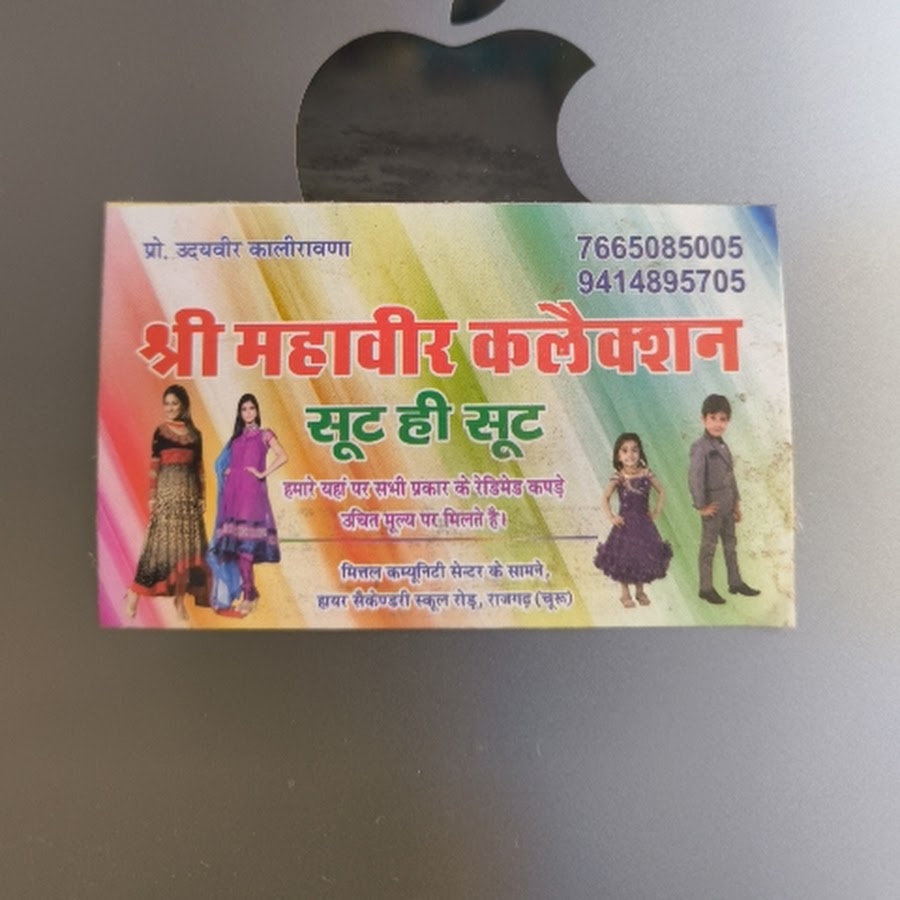 प्रो. उदयवीर कालीरावणा
7665085005
9414895705
श्री महावीर कलैक्शन
सूट ही सूट
हमारे यहां पर सभी प्रकार के रेडिमेड कपड़े
उचित मूल्य पर मिलते है।
मित्तल कम्यूनिटी सेन्टर के सामने,
हायर सैकेण्डरी स्कूल रोड़, राजगढ़ (चूरू)